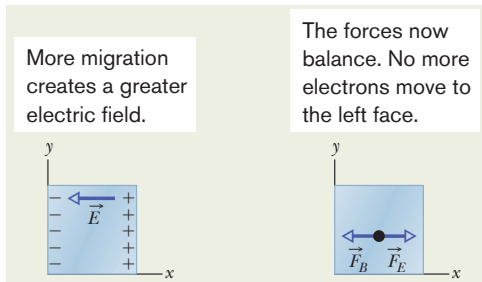 More migration
creates a greater
electric field.
y
E
x
The forces now
balance. No more
electrons move to
the left face.
y
F_B F_E
x